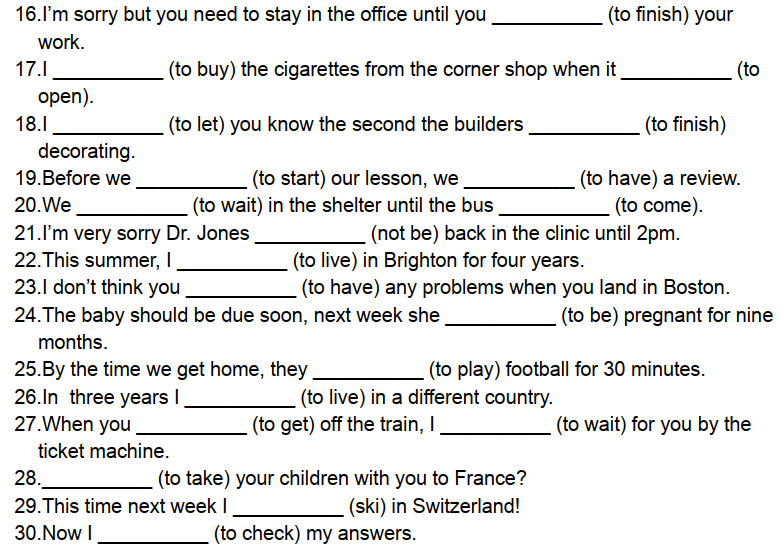 16.I'm sorry but you need to stay in the office until you __________ (to finish) your
work.
17.I __________ (to buy) the cigarettes from the corner shop when it __________ (to
open).
18.I __________ (to let) you know the second the builders __________ (to finish)
decorating.
19.Before we __________ (to start) our lesson, we __________ (to have) a review.
20.We __________ (to wait) in the shelter until the bus __________ (to come).
21.I'm very sorry Dr. Jones __________ (not be) back in the clinic until 2pm.
22.This summer, I __________ (to live) in Brighton for four years.
23.I don't think you __________ (to have) any problems when you land in Boston.
24.The baby should be due soon, next week she __________ (to be) pregnant for nine
months.
25.By the time we get home, they __________ (to play) football for 30 minutes.
26.In three years I __________ (to live) in a different country.
27.When you __________ (to get) off the train, I __________ (to wait) for you by the
ticket machine.
28.__________ (to take) your children with you to France?
29.This time next week I __________ (ski) in Switzerland!
30.Now I __________ (to check) my answers.